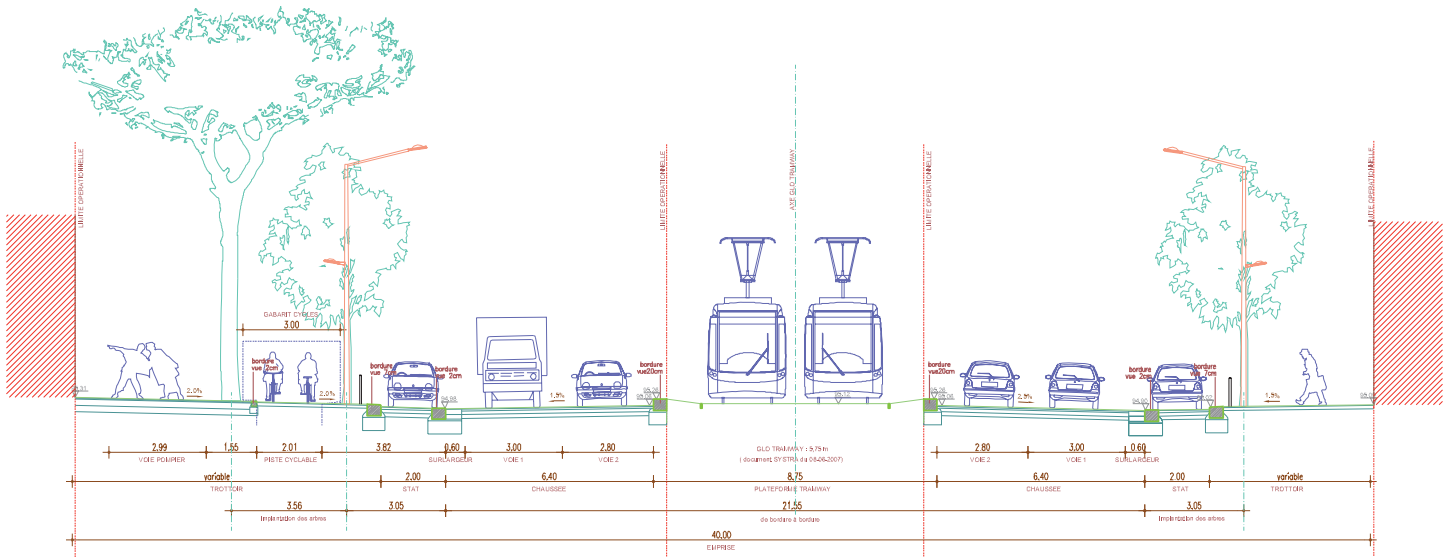 LIMITE OPERATIONNELLE
LIMITE OPERATIONNELLE
AXE GLO TRAMWAY
LIMITE OPERATIONNELLE
LIMITE OPERATIONNELLE
GABARIT CYCLES
3.00
bordure
vue 2cm
bordure
vue 7cm
bordure
vue 2cm
bordure
vue20cm
bordure
vue20cm
bordure
vue 2cm
bordure
vue 7cm
2.0%
2.0%
1.5%
2.5%
1.5%
2.99
1.55
2.01
3.82
0.60
3.00
2.80
GLO TRAMWAY : 5,75 m
2.80
3.00
0.60
VOIE POMPIER
PISTE CYCLABLE
SURLARGEUR
VOIE 1
VOIE 2
( document SYSTRA du 06-06-2007)
VOIE 2
VOIE 1
SURLARGEUR
variable
2.00
6.40
8.75
6.40
2.00
variable
TROTTOIR
STAT
CHAUSSEE
PLATEFORME TRAMWAY
CHAUSSEE
STAT
TROTTOIR
3.56
3.05
21.55
3.05
Implantation des arbres
de bordure à bordure
Implantation des arbres
40.00
EMPRISE